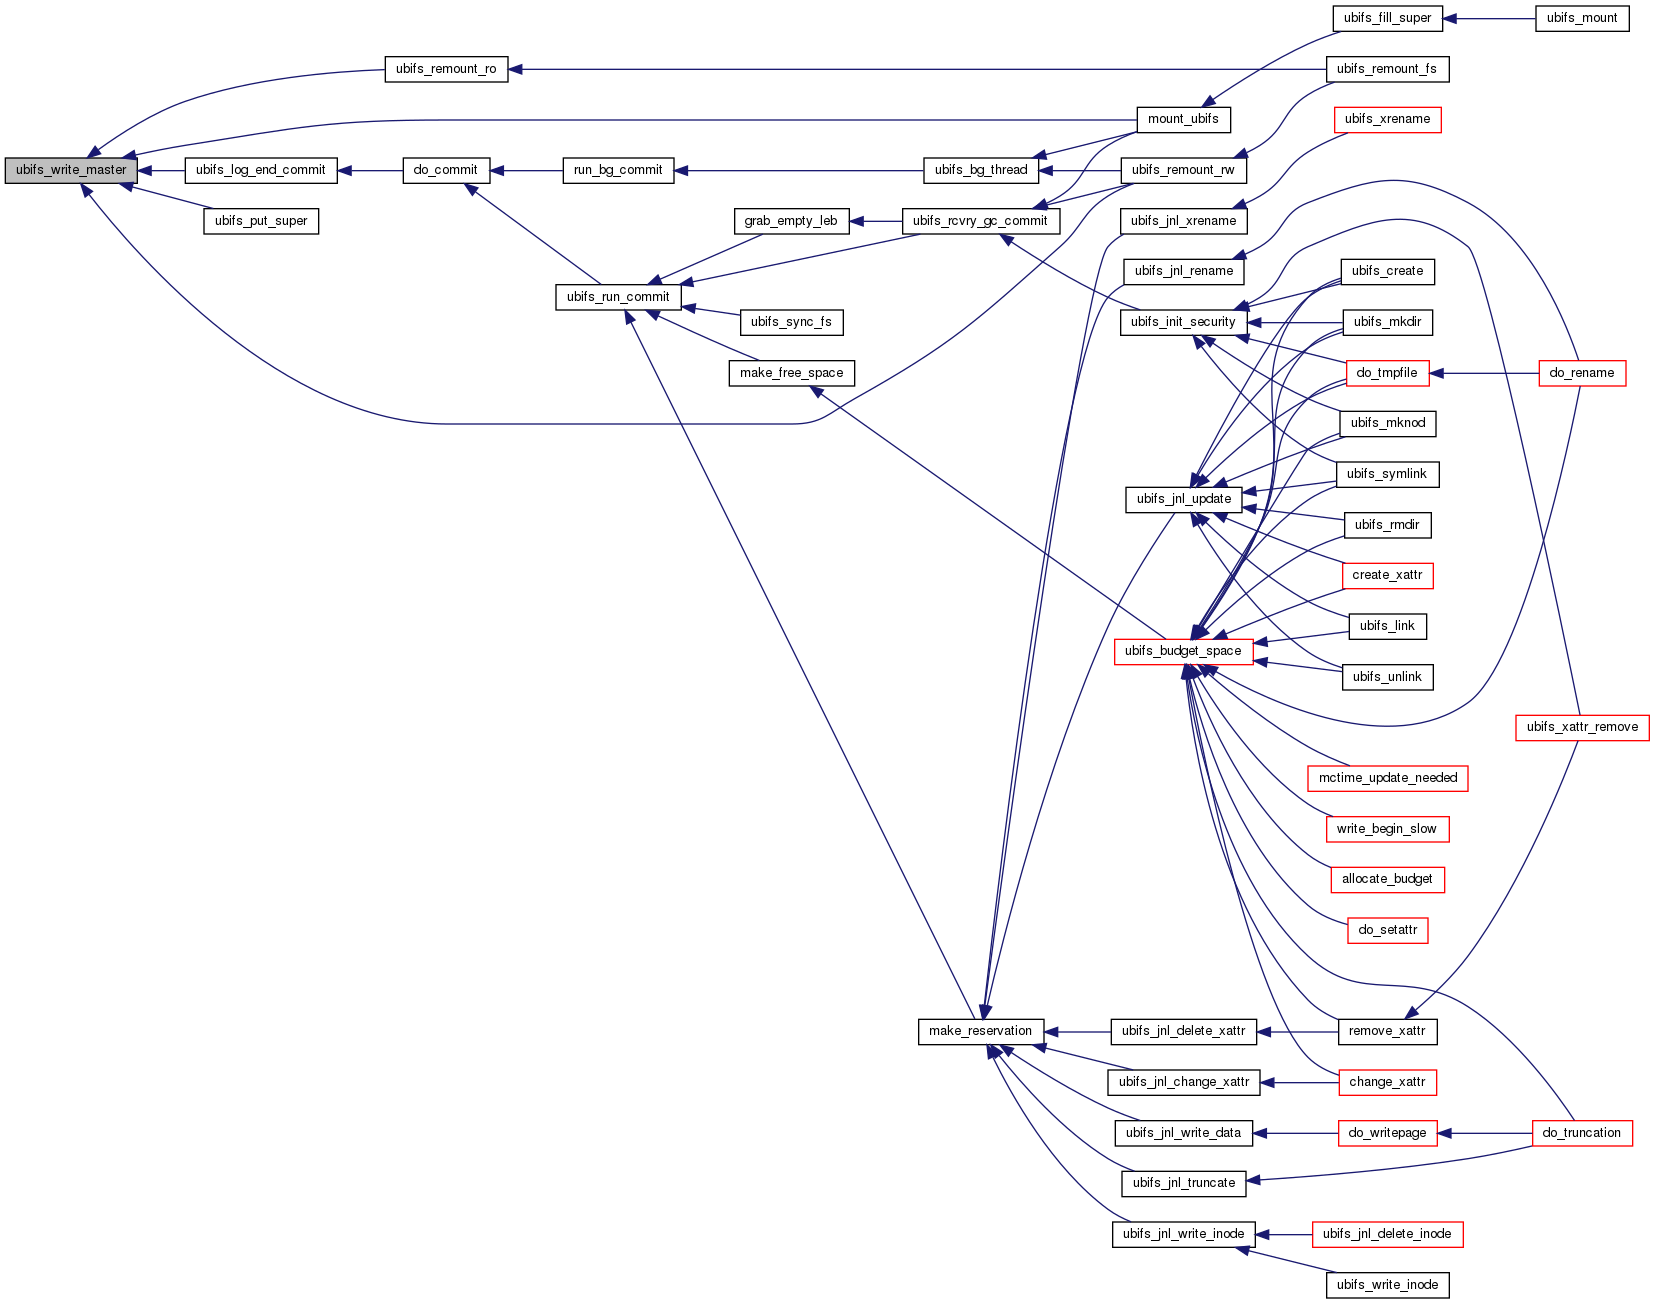 ubifs_fill_super
ubifs_mount
ubifs_remount_ro
ubifs_remount_fs
mount_ubifs
ubifs_xrename
ubifs_write_master
ubifs_log_end_commit
do_commit
run_bg_commit
ubifs_bg_thread
ubifs_remount_rw
ubifs_put_super
grab_empty_leb
ubifs_rcvry_gc_commit
ubifs_jnl_xrename
ubifs_jnl_rename
ubifs_create
ubifs_run_commit
ubifs_sync_fs
ubifs_init_security
ubifs_mkdir
make_free_space
do_tmpfile
do_rename
ubifs_mknod
ubifs_symlink
ubifs_jnl_update
ubifs_rmdir
create_xattr
ubifs_link
ubifs_budget_space
ubifs_unlink
ubifs_xattr_remove
mctime_update_needed
write_begin_slow
allocate_budget
do_setattr
make_reservation
ubifs_jnl_delete_xattr
remove_xattr
ubifs_jnl_change_xattr
change_xattr
ubifs_jnl_write_data
do_writepage
do_truncation
ubifs_jnl_truncate
ubifs_jnl_write_inode
ubifs_jnl_delete_inode
ubifs_write_inode